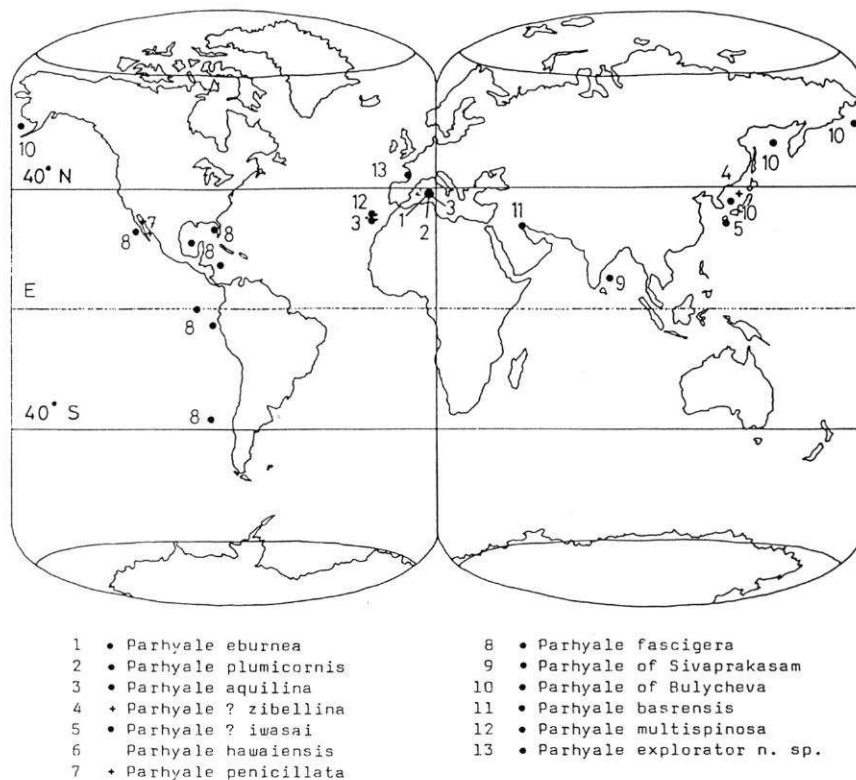 10
10
10
40° N
13
4
10
5
12
3
1
2
3
11
7
8
8
8
9
E
8
40° S
8
1 • Parhyale eburnea
2 • Parhyale plumicornis
3 • Parhyale aquilina
4 + Parhyale ? zibellina
5 • Parhyale ? iwasai
6 Parhyale hawaiensis
7 + Parhyale penicillata
8 • Parhyale fascigera
9 • Parhyale of Sivaprakasam
10 • Parhyale of Bulycheva
11 • Parhyale basrensis
12 • Parhyale multispinosa
13 • Parhyale explorator n. sp.